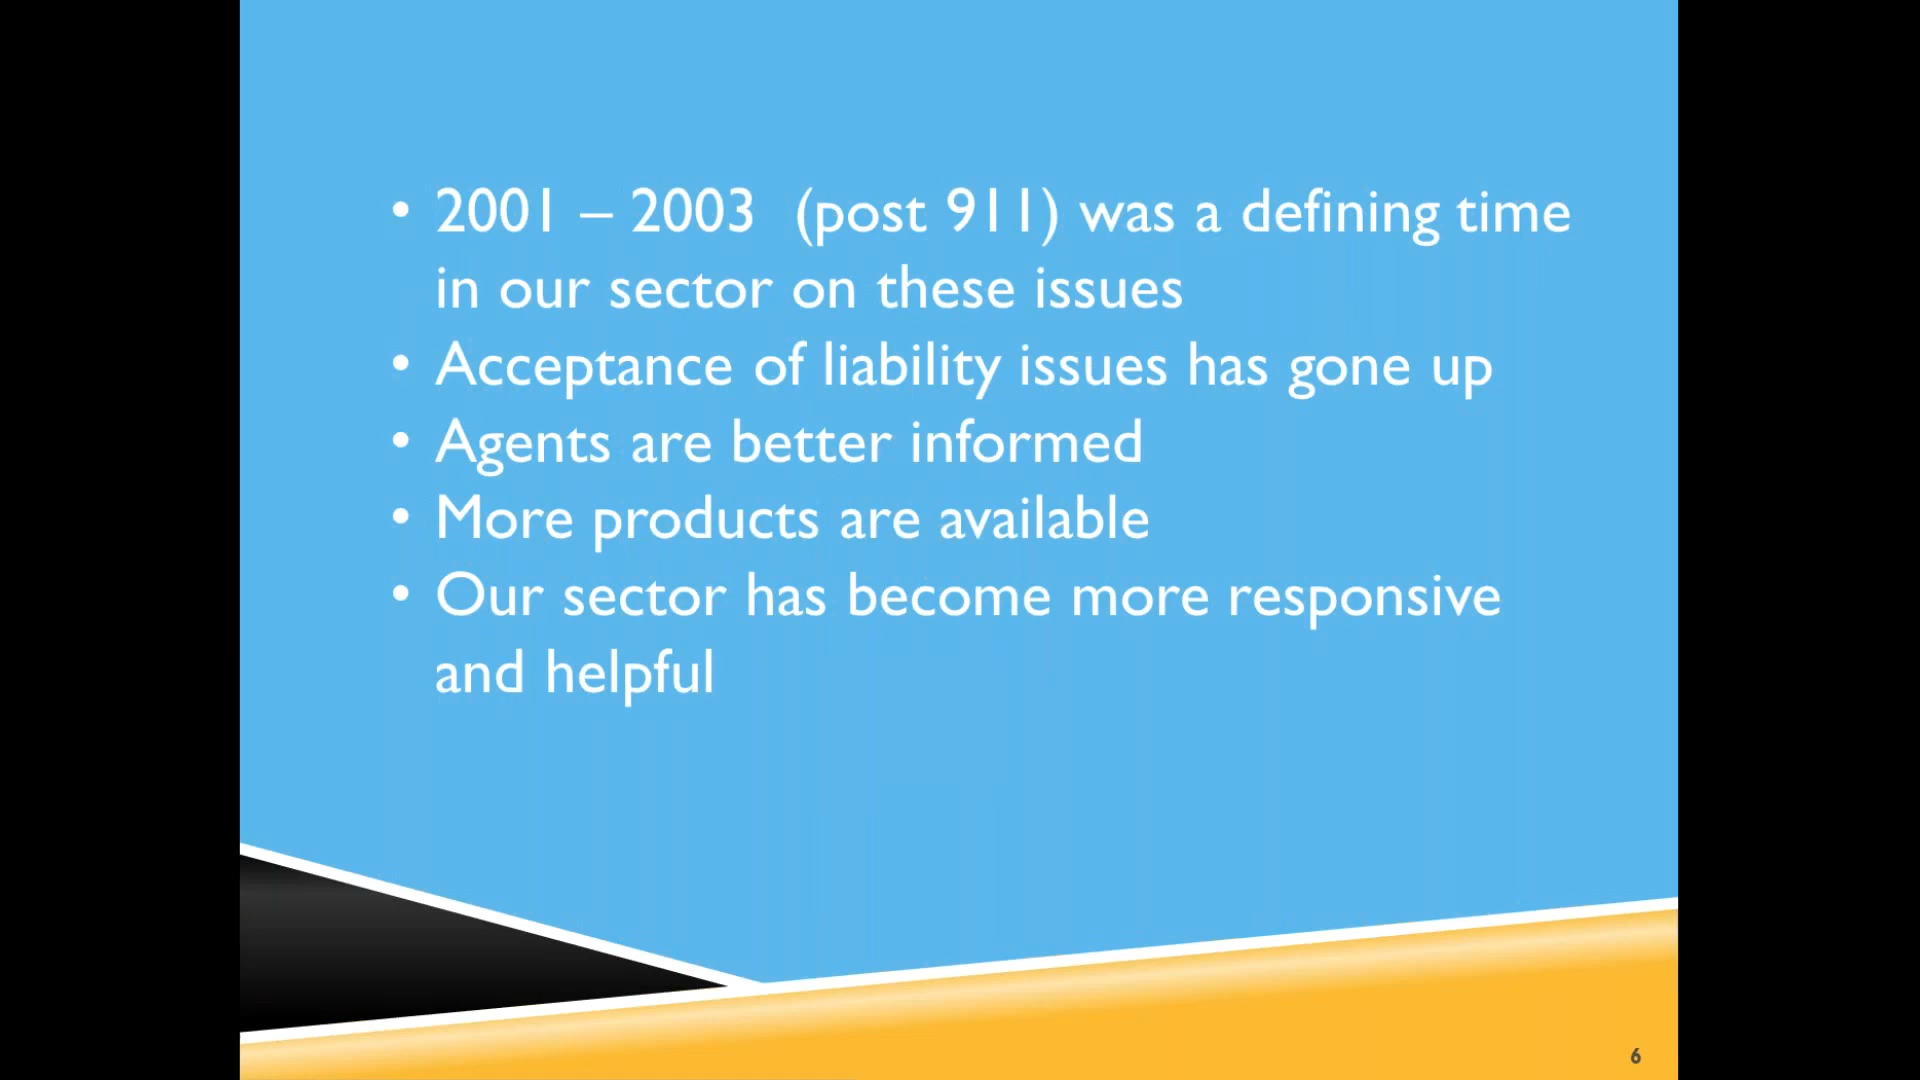 • 2001 – 2003  (post 911) was a defining time
in our sector on these issues
• Acceptance of liability issues has gone up
• Agents are better informed
• More products are available
• Our sector has become more responsive
and helpful
6